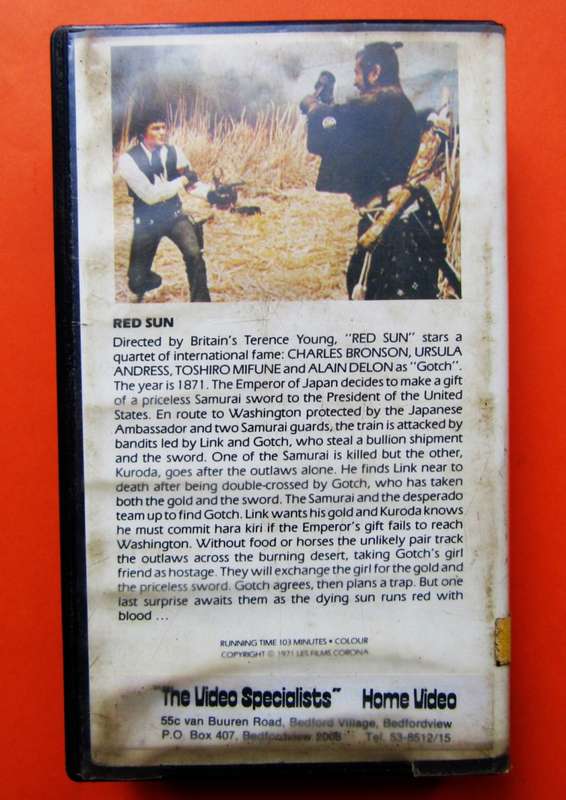 RED SUN
Directed by Britain's Terence Young, "RED SUN" stars a
quartet of international fame: CHARLES BRONSON, URSULA
ANDRESS, TOSHIRO MIFUNE and ALAIN DELON as "Gotch".
The year is 1871. The Emperor of Japan decides to make a gift
of a priceless Samurai sword to the President of the United
States. En route to Washington protected by the Japanese
Ambassador and two Samurai guards, the train is attacked by
bandits led by Link and Gotch, who steal a bullion shipment
and the sword. One of the Samurai is killed but the other,
Kuroda, goes after the outlaws alone. He finds Link near to
death after being double-crossed by Gotch, who has taken
both the gold and the sword. The Samurai and the desperado
team up to find Gotch. Link wants his gold and Kuroda knows
he must commit hara kiri if the Emperor's gift fails to reach
Washington. Without food or horses the unlikely pair track
the outlaws across the burning desert, taking Gotch's girl
friend as hostage. They will exchange the girl for the gold and
the priceless sword. Gotch agrees, then plans a trap. But one
last surprise awaits them as the dying sun runs red with
blood ...
RUNNING TIME 103 MINUTES • COLOUR
COPYRIGHT © 1971 LES FILMS CORONA
"The Video Specialists" Home Video
55c van Buuren Road, Bedford Village, Bedfordview
P.O. Box 407, Bedfordview 2008 Tel. 53-8512/15